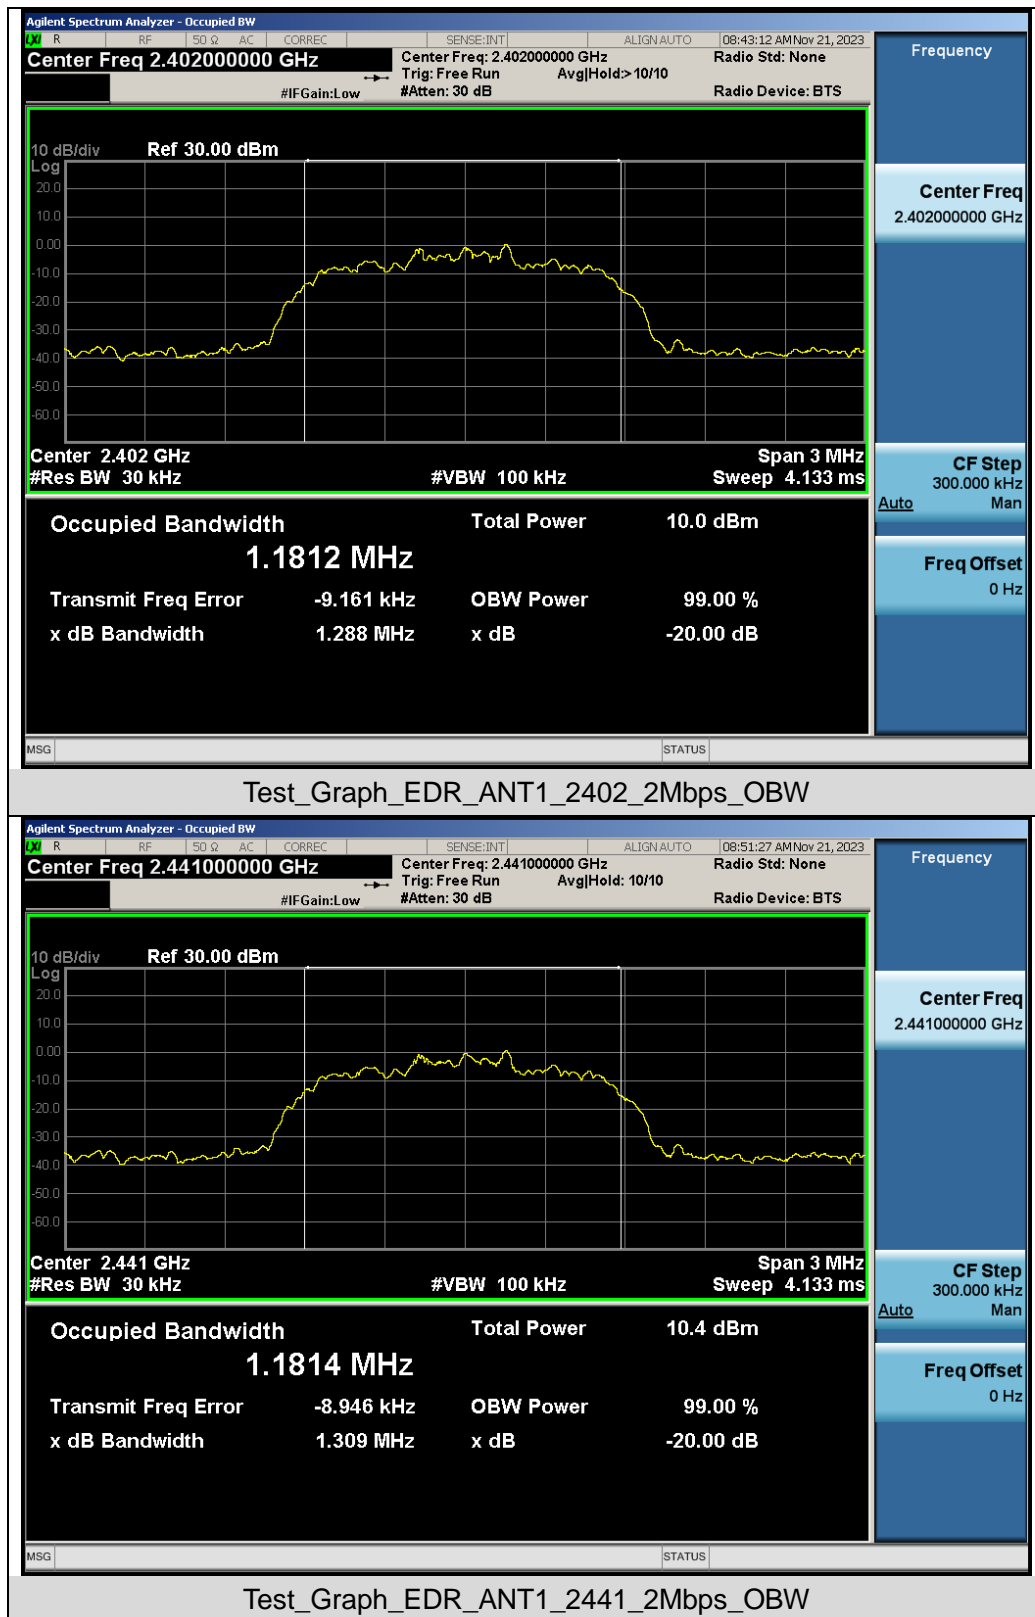 Agilent Spectrum Analyzer - Occupied BW
LXI R RF 50 Ω AC CORREC SENSE:INT ALIGN AUTO 08:43:12 AM Nov 21, 2023
Center Freq 2.402000000 GHz
Center Freq: 2.402000000 GHz
Radio Std: None
Trig: Free Run Avg|Hold:>10/10
#IFGain:Low
#Atten: 30 dB
Radio Device: BTS
Frequency
10 dB/div Ref 30.00 dBm
Log
20.0
10.0
0.00
-10.0
-20.0
-30.0
-40.0
-50.0
-60.0
Center 2.402 GHz Span 3 MHz
#Res BW 30 kHz #VBW 100 kHz Sweep 4.133 ms
Center Freq
2.402000000 GHz
CF Step
300.000 kHz
Auto Man
Freq Offset
0 Hz
Occupied Bandwidth Total Power 10.0 dBm
1.1812 MHz
Transmit Freq Error -9.161 kHz OBW Power 99.00 %
x dB Bandwidth 1.288 MHz x dB -20.00 dB
MSG STATUS
Test_Graph_EDR_ANT1_2402_2Mbps_OBW
Agilent Spectrum Analyzer - Occupied BW
LXI R RF 50 Ω AC CORREC SENSE:INT ALIGN AUTO 08:51:27 AM Nov 21, 2023
Center Freq 2.441000000 GHz
Center Freq: 2.441000000 GHz
Radio Std: None
Trig: Free Run Avg|Hold: 10/10
#IFGain:Low
#Atten: 30 dB
Radio Device: BTS
Frequency
10 dB/div Ref 30.00 dBm
Log
20.0
10.0
0.00
-10.0
-20.0
-30.0
-40.0
-50.0
-60.0
Center 2.441 GHz Span 3 MHz
#Res BW 30 kHz #VBW 100 kHz Sweep 4.133 ms
Center Freq
2.441000000 GHz
CF Step
300.000 kHz
Auto Man
Freq Offset
0 Hz
Occupied Bandwidth Total Power 10.4 dBm
1.1814 MHz
Transmit Freq Error -8.946 kHz OBW Power 99.00 %
x dB Bandwidth 1.309 MHz x dB -20.00 dB
MSG STATUS
Test_Graph_EDR_ANT1_2441_2Mbps_OBW